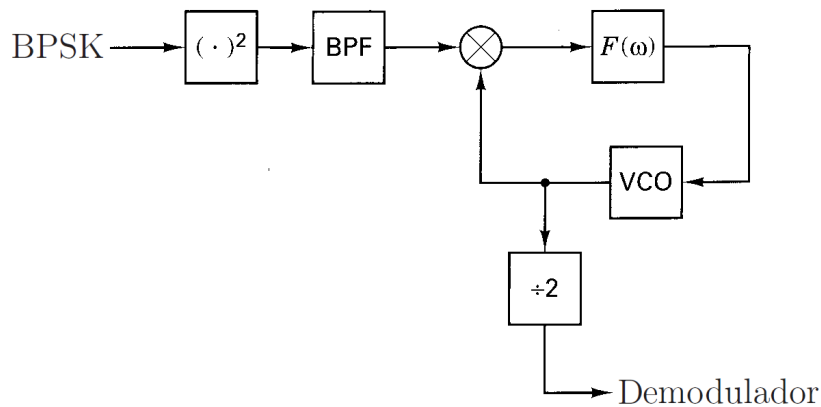 BPSK
( · )²
BPF
F(ω)
VCO
÷2
Demodulador